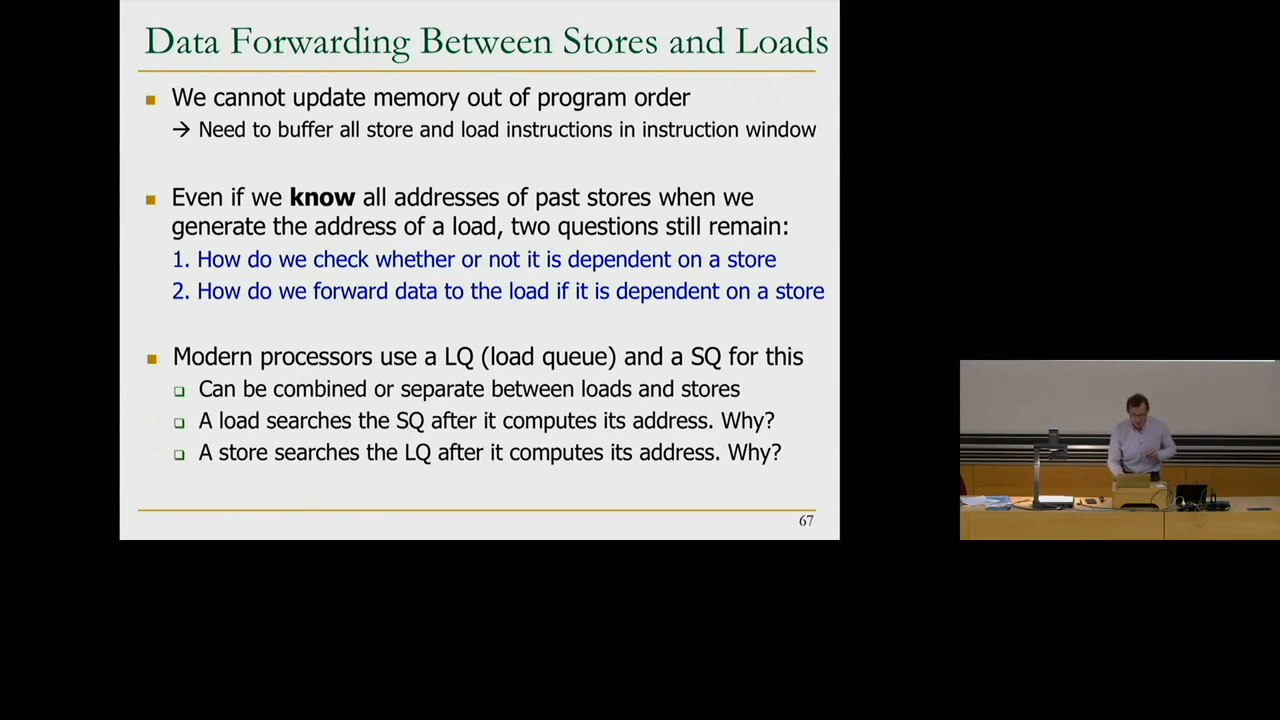 Data Forwarding Between Stores and Loads
We cannot update memory out of program order
→ Need to buffer all store and load instructions in instruction window
Even if we know all addresses of past stores when we
generate the address of a load, two questions still remain:
1. How do we check whether or not it is dependent on a store
2. How do we forward data to the load if it is dependent on a store
Modern processors use a LQ (load queue) and a SQ for this
Can be combined or separate between loads and stores
A load searches the SQ after it computes its address. Why?
A store searches the LQ after it computes its address. Why?
67